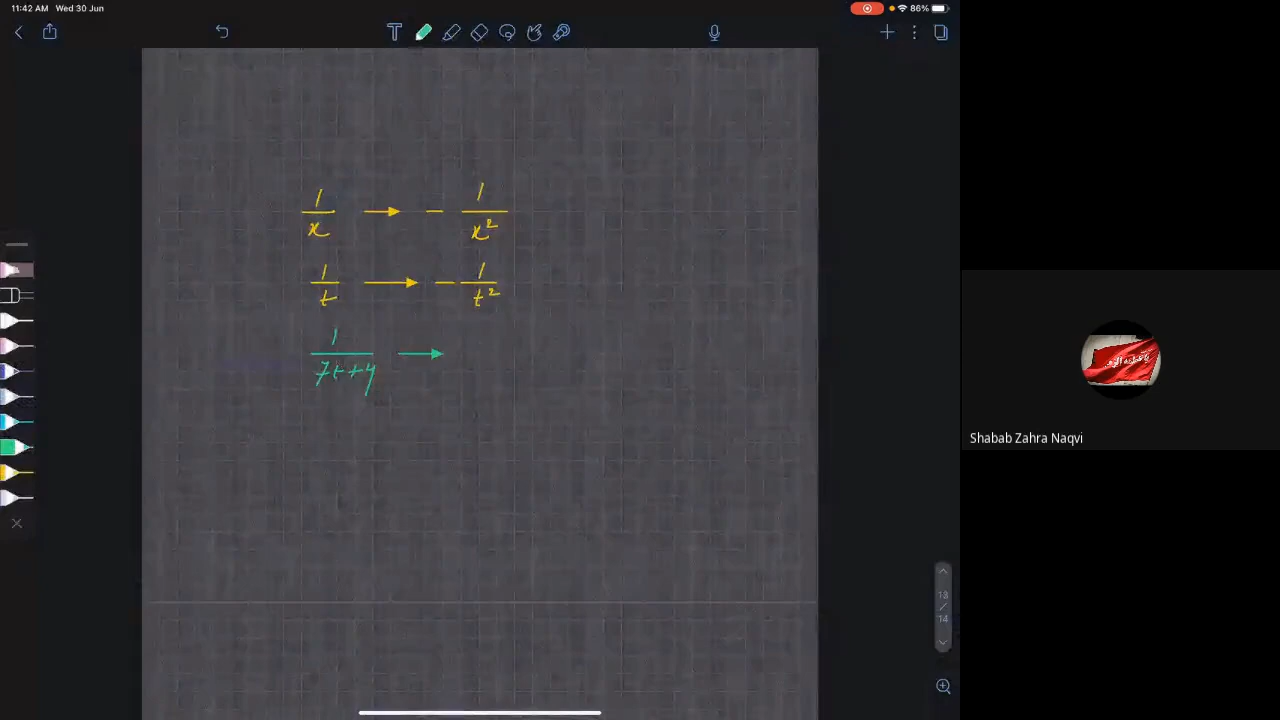 11:42 AM Wed 30 Jun
86%
1/x → - 1/x²
1/t → - 1/t²
1/7t+4 →
13
/
14
Shabab Zahra Naqvi